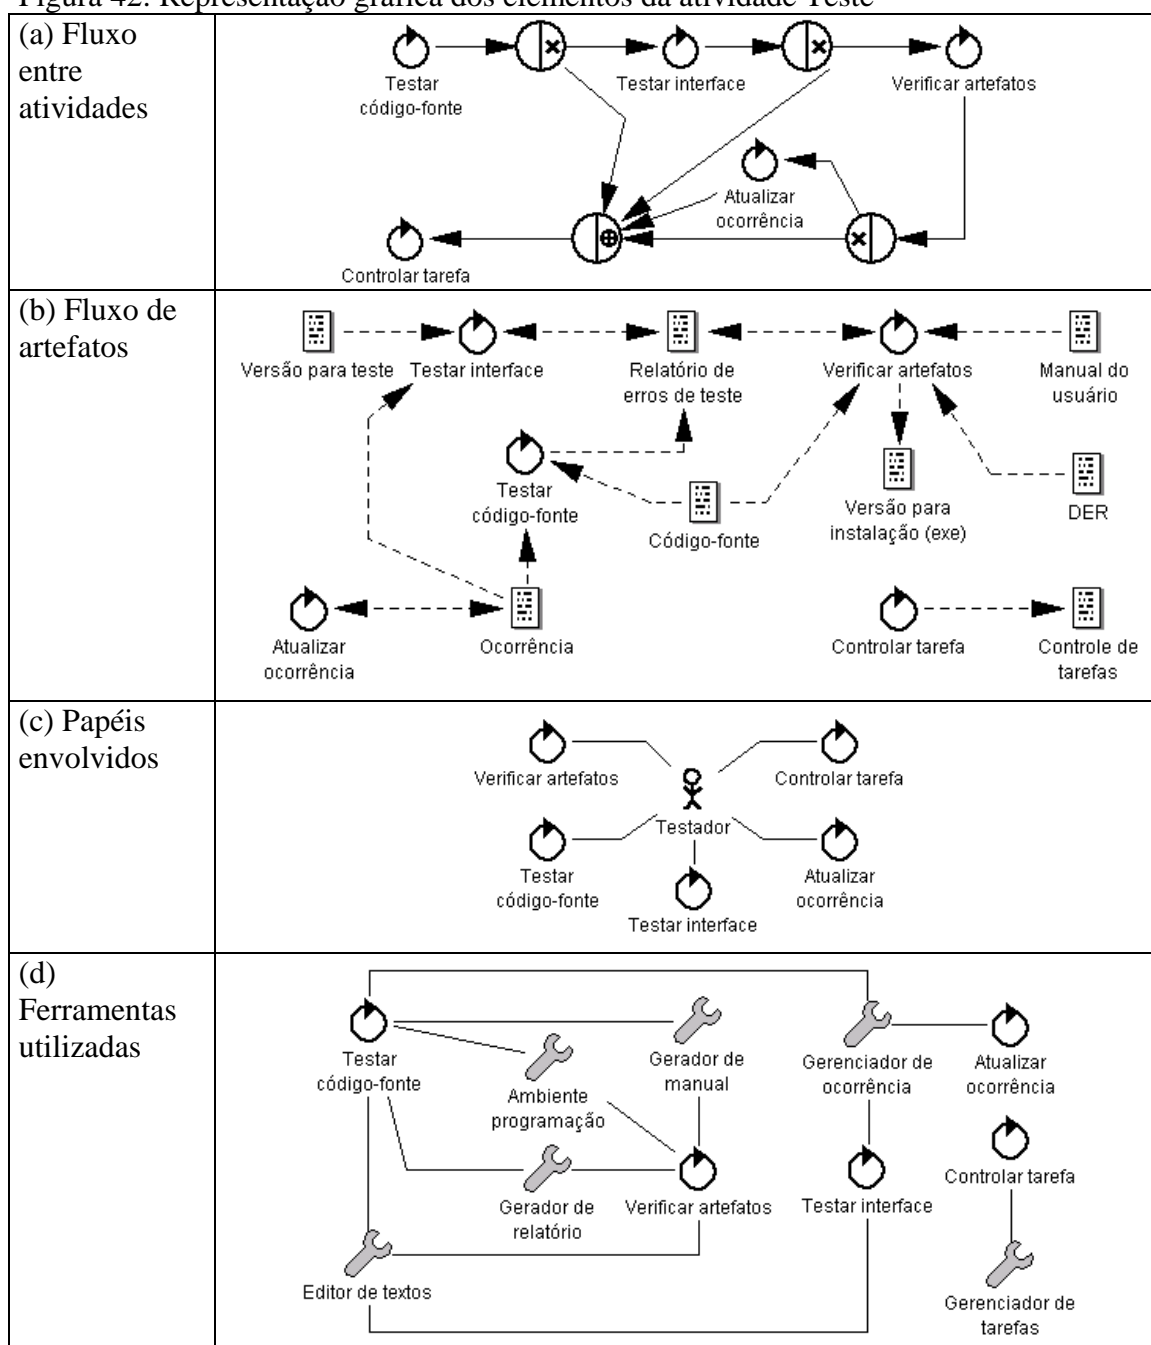 Figura 42: Representação gráfica dos elementos da atividade Teste
(a) Fluxo
entre
atividades
Testar
código-fonte
Testar interface
Verificar artefatos
Atualizar
ocorrência
Controlar tarefa
(b) Fluxo de
artefatos
Versão para teste
Testar interface
Relatório de
erros de teste
Verificar artefatos
Manual do
usuário
Testar
código-fonte
Código-fonte
Versão para
instalação (exe)
DER
Atualizar
ocorrência
Ocorrência
Controlar tarefa
Controle de
tarefas
(c) Papéis
envolvidos
Verificar artefatos
Controlar tarefa
Testador
Testar
código-fonte
Testar interface
Atualizar
ocorrência
(d)
Ferramentas
utilizadas
Testar
código-fonte
Ambiente
programação
Gerador de
manual
Gerenciador de
ocorrência
Atualizar
ocorrência
Gerador de
relatório
Verificar artefatos
Testar interface
Controlar tarefa
Editor de textos
Gerenciador de
tarefas